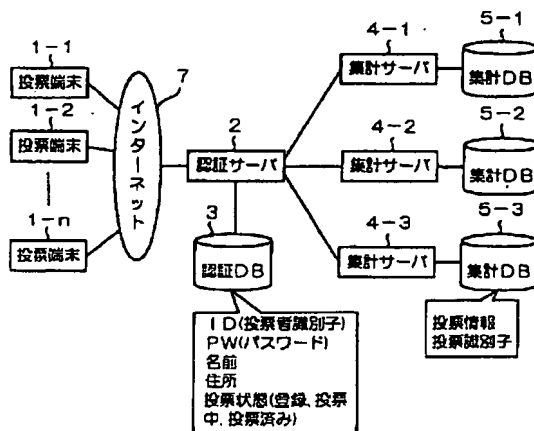 1-1
投票端末
1-2
投票端末
1-n
投票端末
7
インターネット
2
認証サーバ
3
認証DB
ID(投票者識別子)
PW(パスワード)
名前
住所
投票状態(登録、投票
中、投票済み)
4-1
集計サーバ
4-2
集計サーバ
4-3
集計サーバ
5-1
集計DB
5-2
集計DB
5-3
集計DB
投票情報
投票識別子